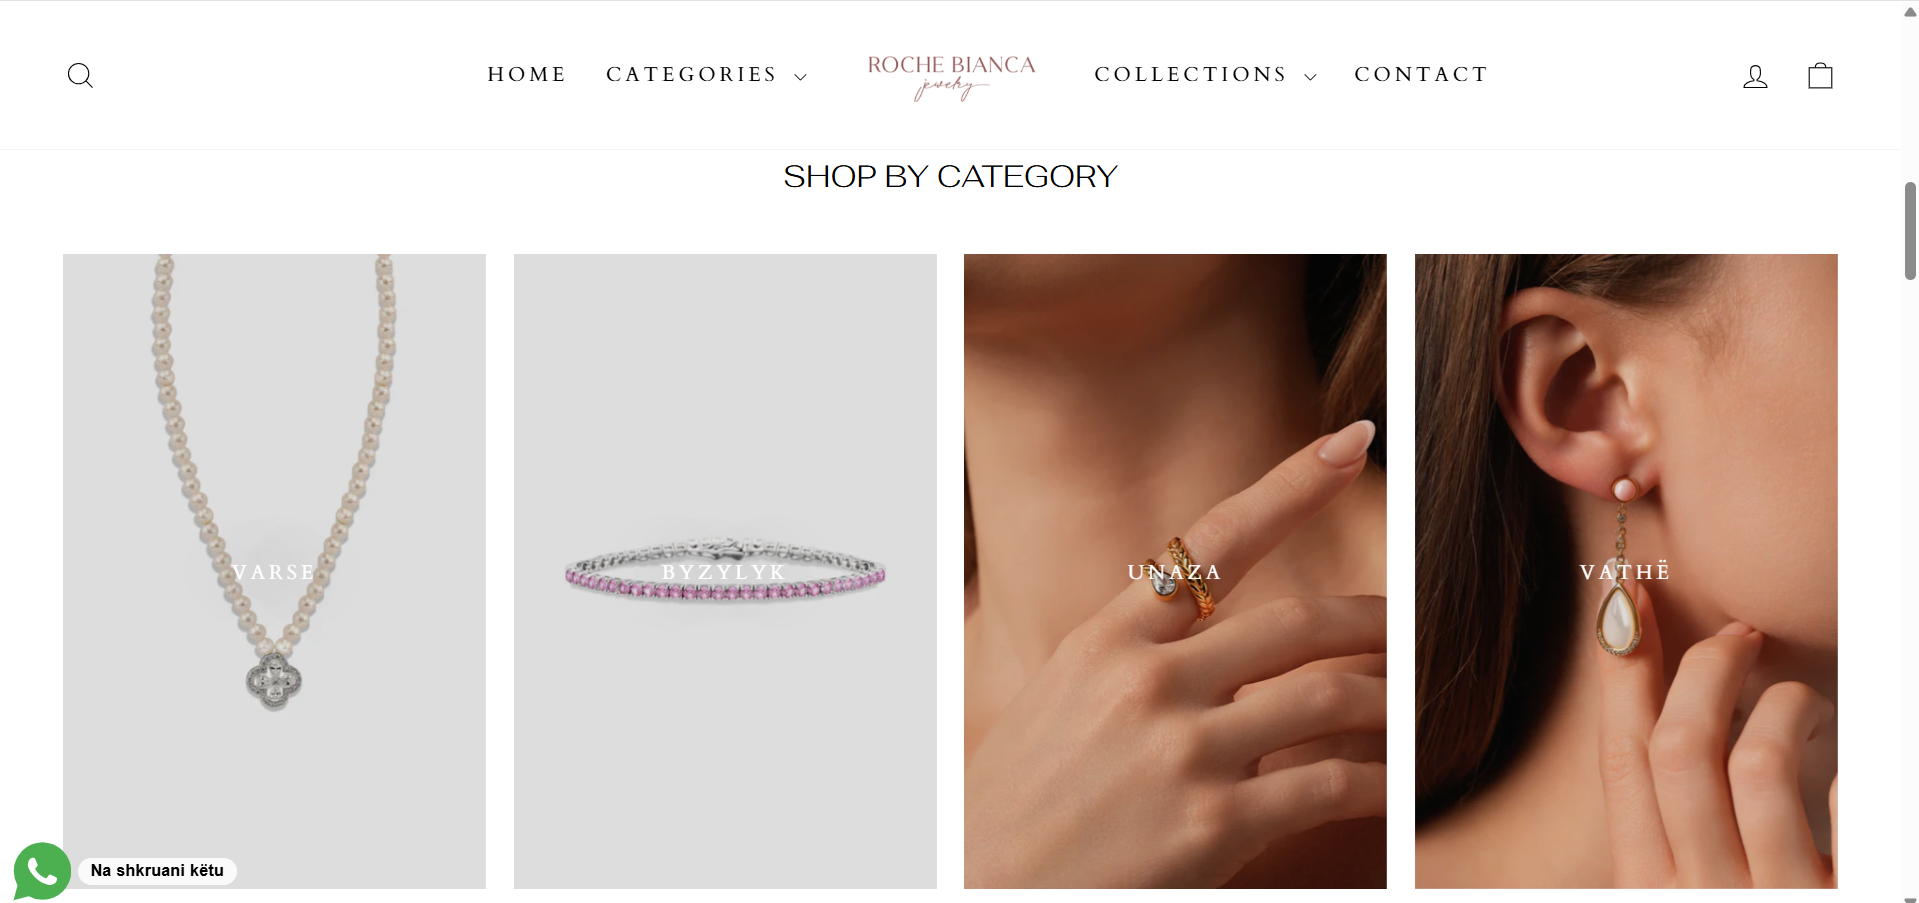 HOME
CATEGORIES
ROCHE BIANCA
jewelry
COLLECTIONS
CONTACT
SHOP BY CATEGORY
VARSE
BYZYLYK
UNAZA
VATHË
Na shkruani këtu